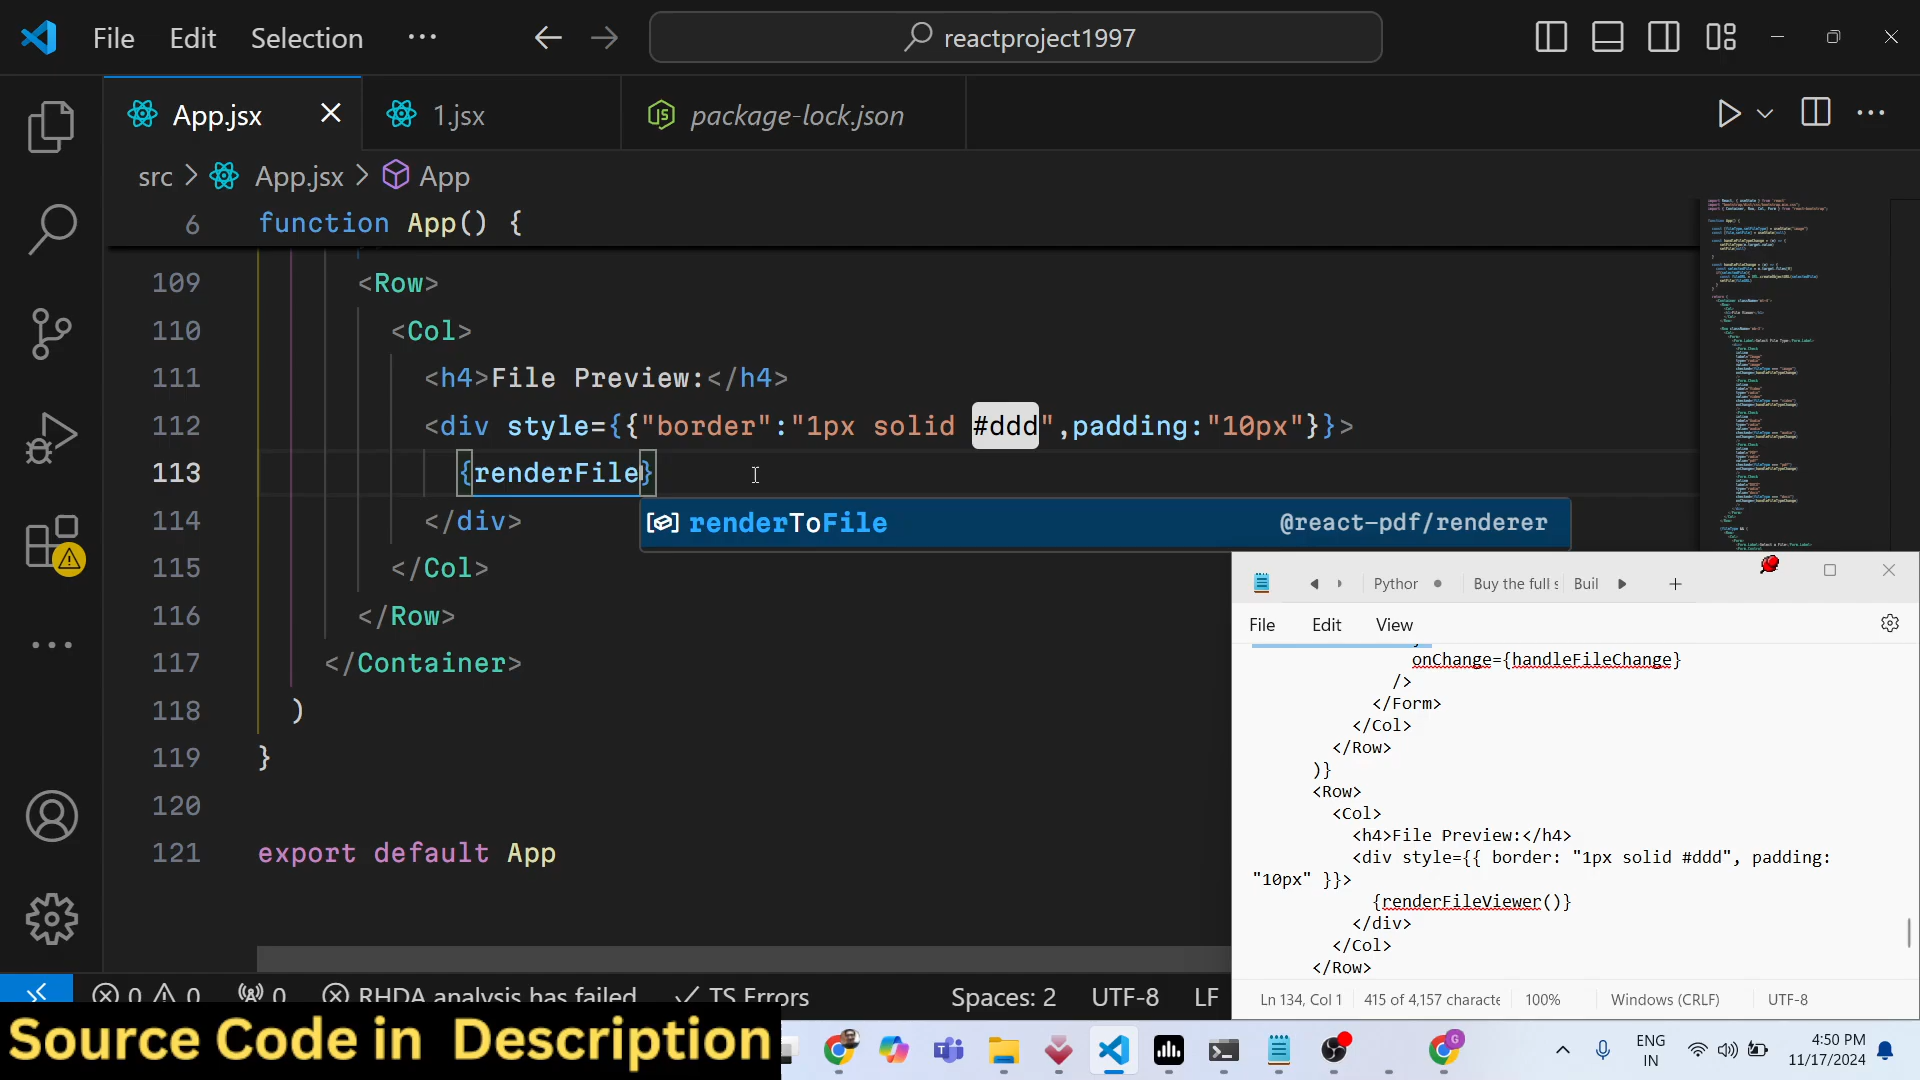 File Edit Selection ··· reactproject1997
App.jsx 1.jsx package-lock.json
src > App.jsx > App
6 function App() {
109 <Row>
110 <Col>
111 <h4>File Preview:</h4>
112 <div style={{"border":"1px solid #ddd",padding:"10px"}}>
113 {renderFile}
renderToFile @react-pdf/renderer
114 </div>
115 </Col>
116 </Row>
117 </Container>
118 )
119 }
120
121 export default App
0 0 0 RHDA analysis has failed TS Errors Spaces: 2 UTF-8 LF
Source Code in Description
Python Buy the full s Buil
File Edit View
onChange={handleFileChange}
/>
</Form>
</Col>
</Row>
)}
<Row>
<Col>
<h4>File Preview:</h4>
<div style={{ border: "1px solid #ddd", padding:
"10px" }}>
{renderFileViewer()}
</div>
</Col>
</Row>
Ln 134, Col 1 415 of 4,157 characte 100% Windows (CRLF) UTF-8
ENG
IN
4:50 PM
11/17/2024